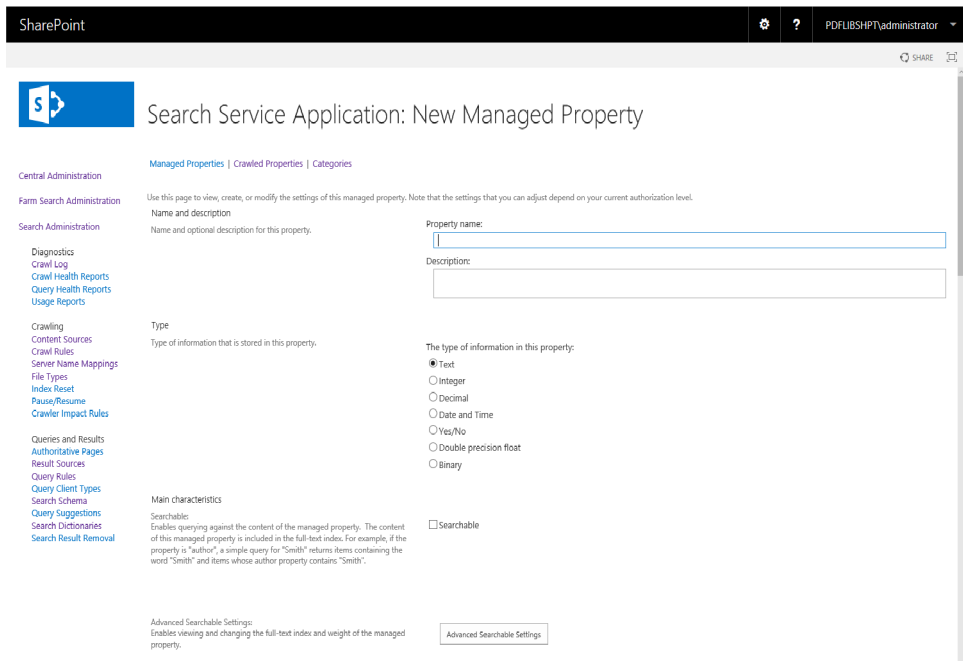 SharePoint
?
PDFLIBSHPT\administrator
SHARE
S
Search Service Application: New Managed Property
Managed Properties | Crawled Properties | Categories
Central Administration
Farm Search Administration
Search Administration
Diagnostics
Crawl Log
Crawl Health Reports
Query Health Reports
Usage Reports
Crawling
Content Sources
Crawl Rules
Server Name Mappings
File Types
Index Reset
Pause/Resume
Crawler Impact Rules
Queries and Results
Authoritative Pages
Result Sources
Query Rules
Query Client Types
Search Schema
Query Suggestions
Search Dictionaries
Search Result Removal
Use this page to view, create, or modify the settings of this managed property. Note that the settings that you can adjust depend on your current authorization level.
Name and description
Name and optional description for this property.
Property name:
Description:
Type
Type of information that is stored in this property.
The type of information in this property:
Text
Integer
Decimal
Date and Time
Yes/No
Double precision float
Binary
Main characteristics
Searchable:
Enables querying against the content of the managed property. The content
of this managed property is included in the full-text index. For example, if the
property is "author", a simple query for "Smith" returns items containing the
word "Smith" and items whose author property contains "Smith".
Searchable
Advanced Searchable Settings:
Enables viewing and changing the full-text index and weight of the managed
property.
Advanced Searchable Settings